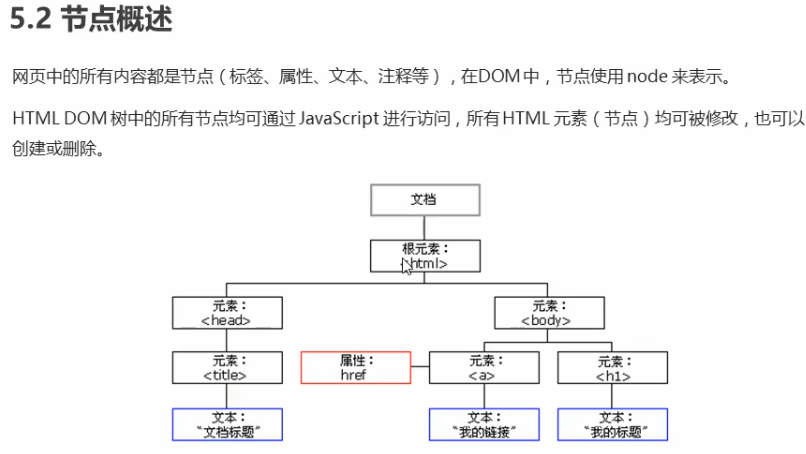 5.2 节点概述
网页中的所有内容都是节点（标签、属性、文本、注释等），在DOM 中，节点使用 node 来表示。
HTML DOM 树中的所有节点均可通过 JavaScript 进行访问，所有 HTML 元素（节点）均可被修改，也可以
创建或删除。
文档
根元素：
<html>
元素：
<head>
元素：
<body>
元素：
<title>
属性：
href
元素：
<a>
元素：
<h1>
文本：
“文档标题”
文本：
“我的链接”
文本：
“我的标题”